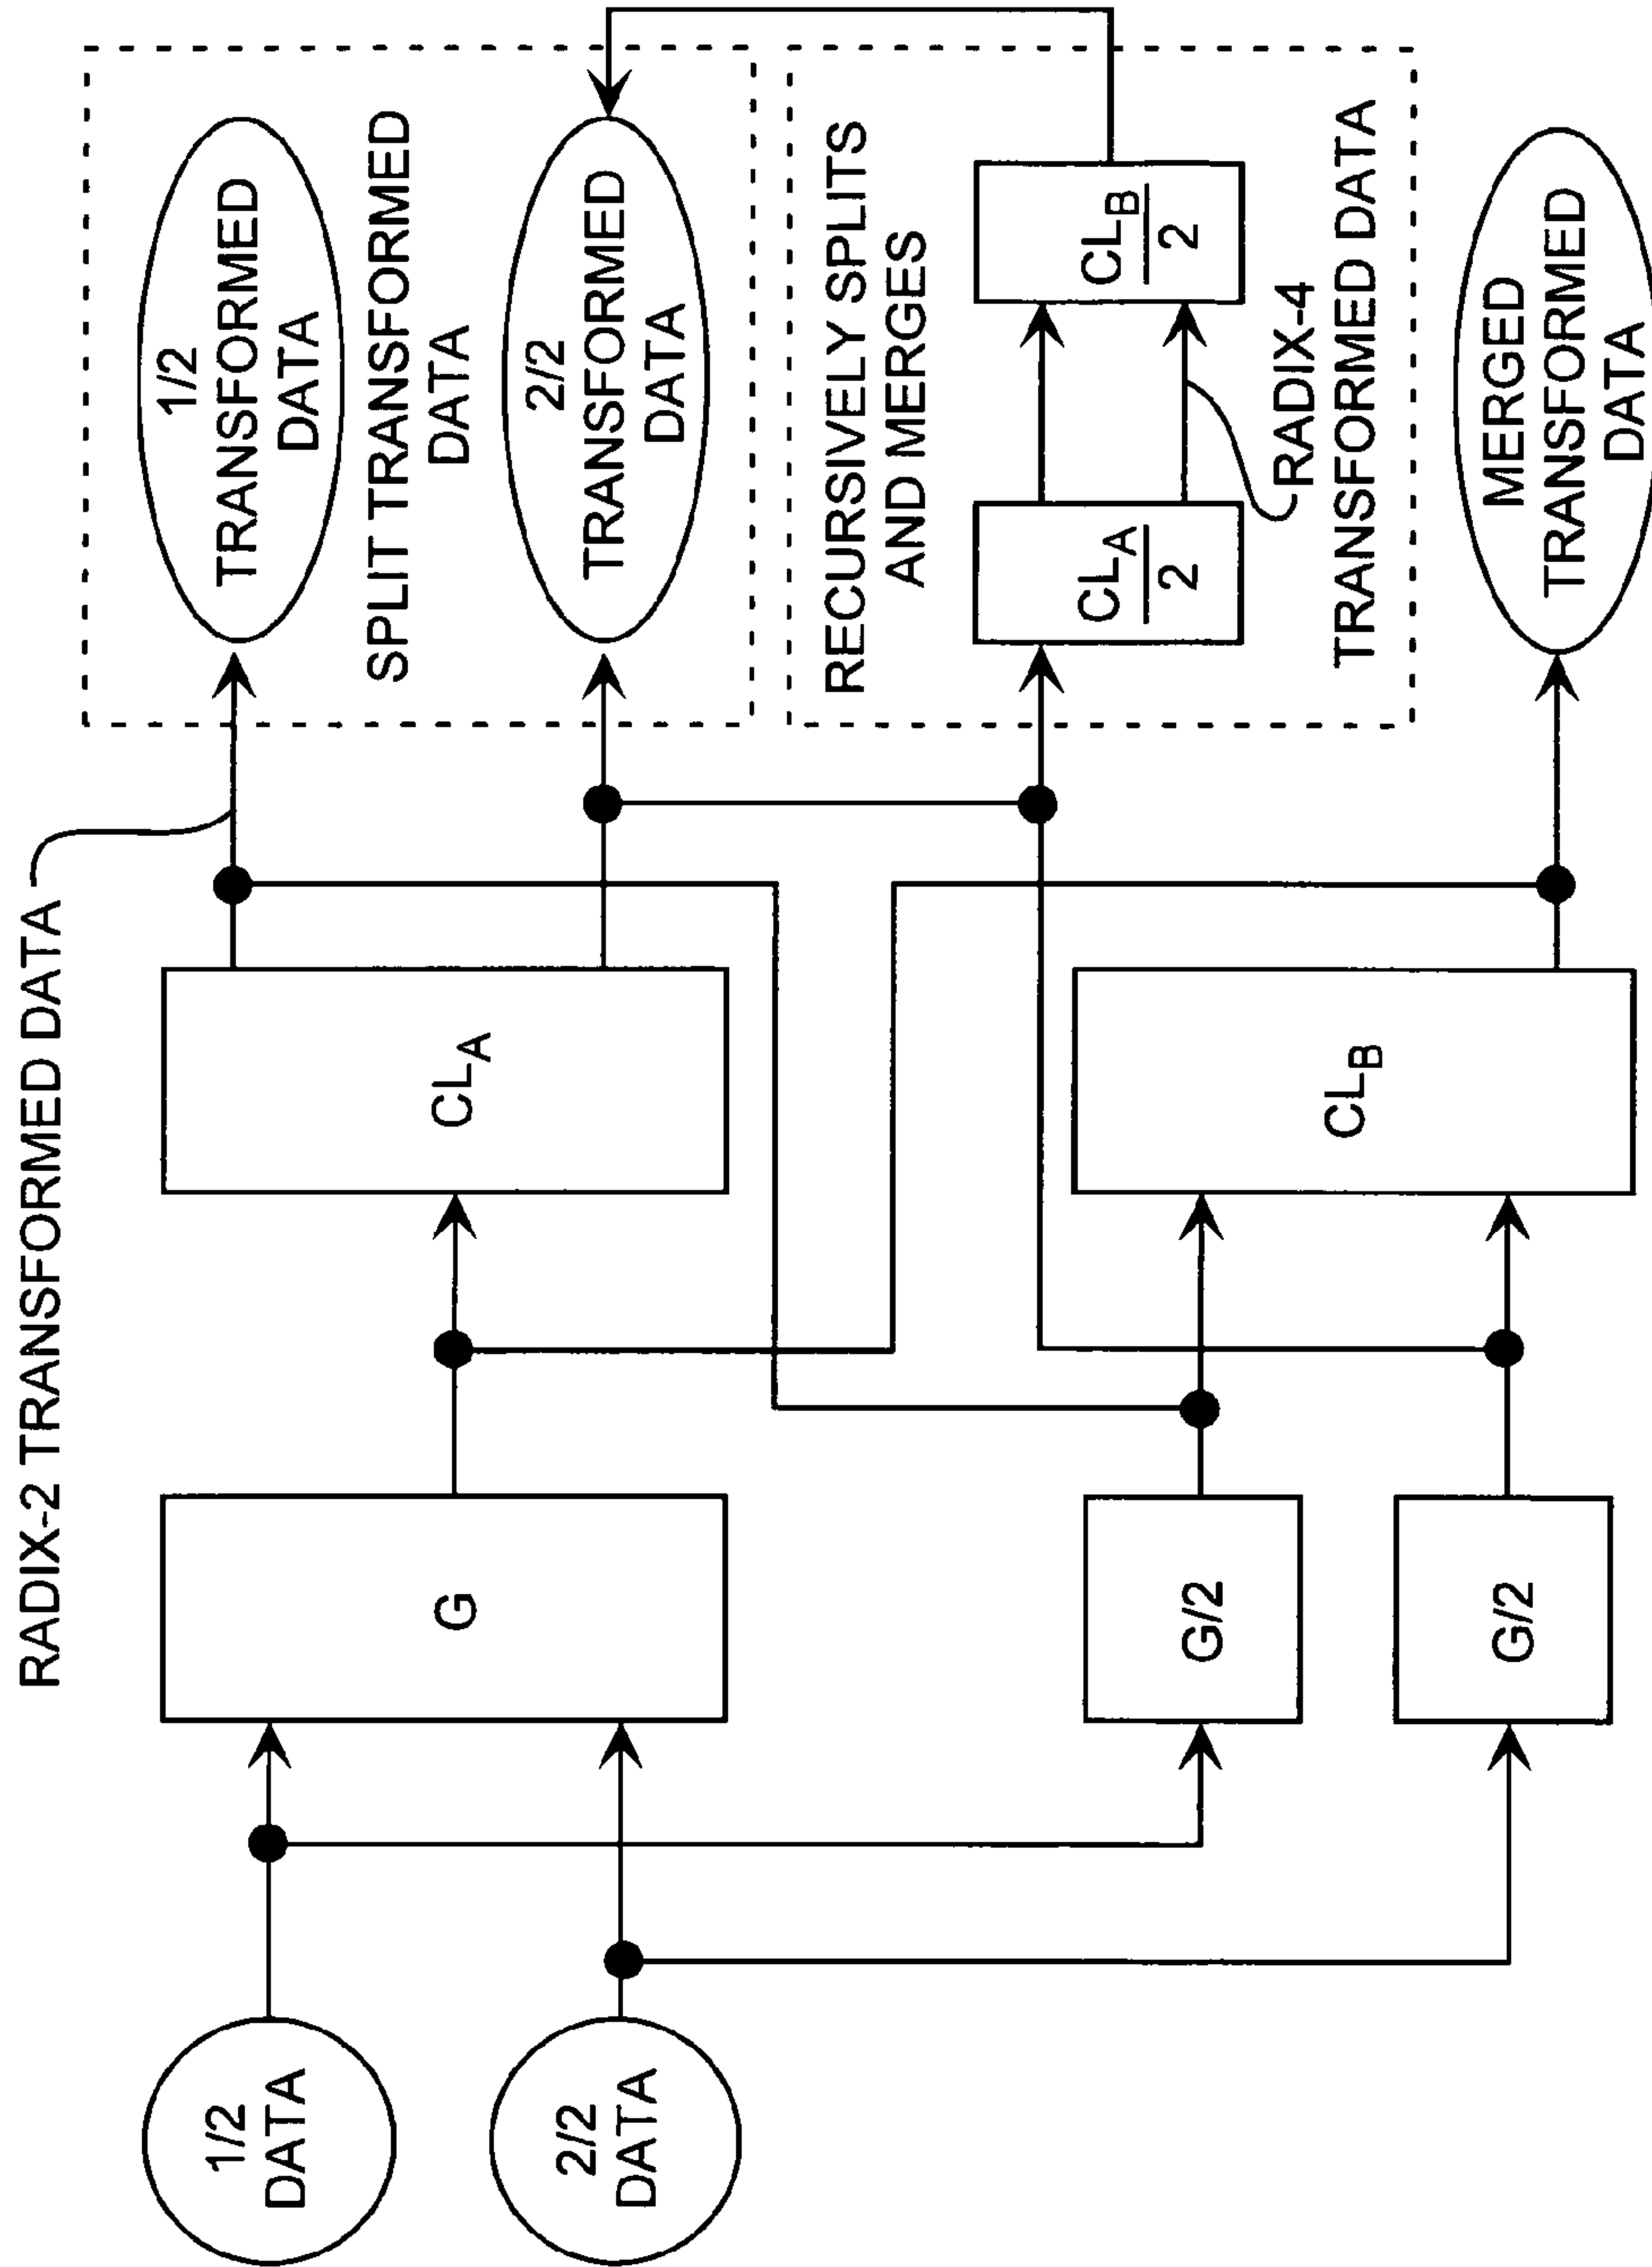 RADIX-2 TRANSFORMED DATA
1/2
DATA
2/2
DATA
G
G/2
G/2
CL_A
CL_B
1/2
TRANSFORMED
DATA
SPLIT TRANSFORMED
DATA
2/2
TRANSFORMED
DATA
RECURSIVELY SPLITS
AND MERGES
CL_A
2
CL_B
2
RADIX-4
TRANSFORMED DATA
MERGED
TRANSFORMED
DATA